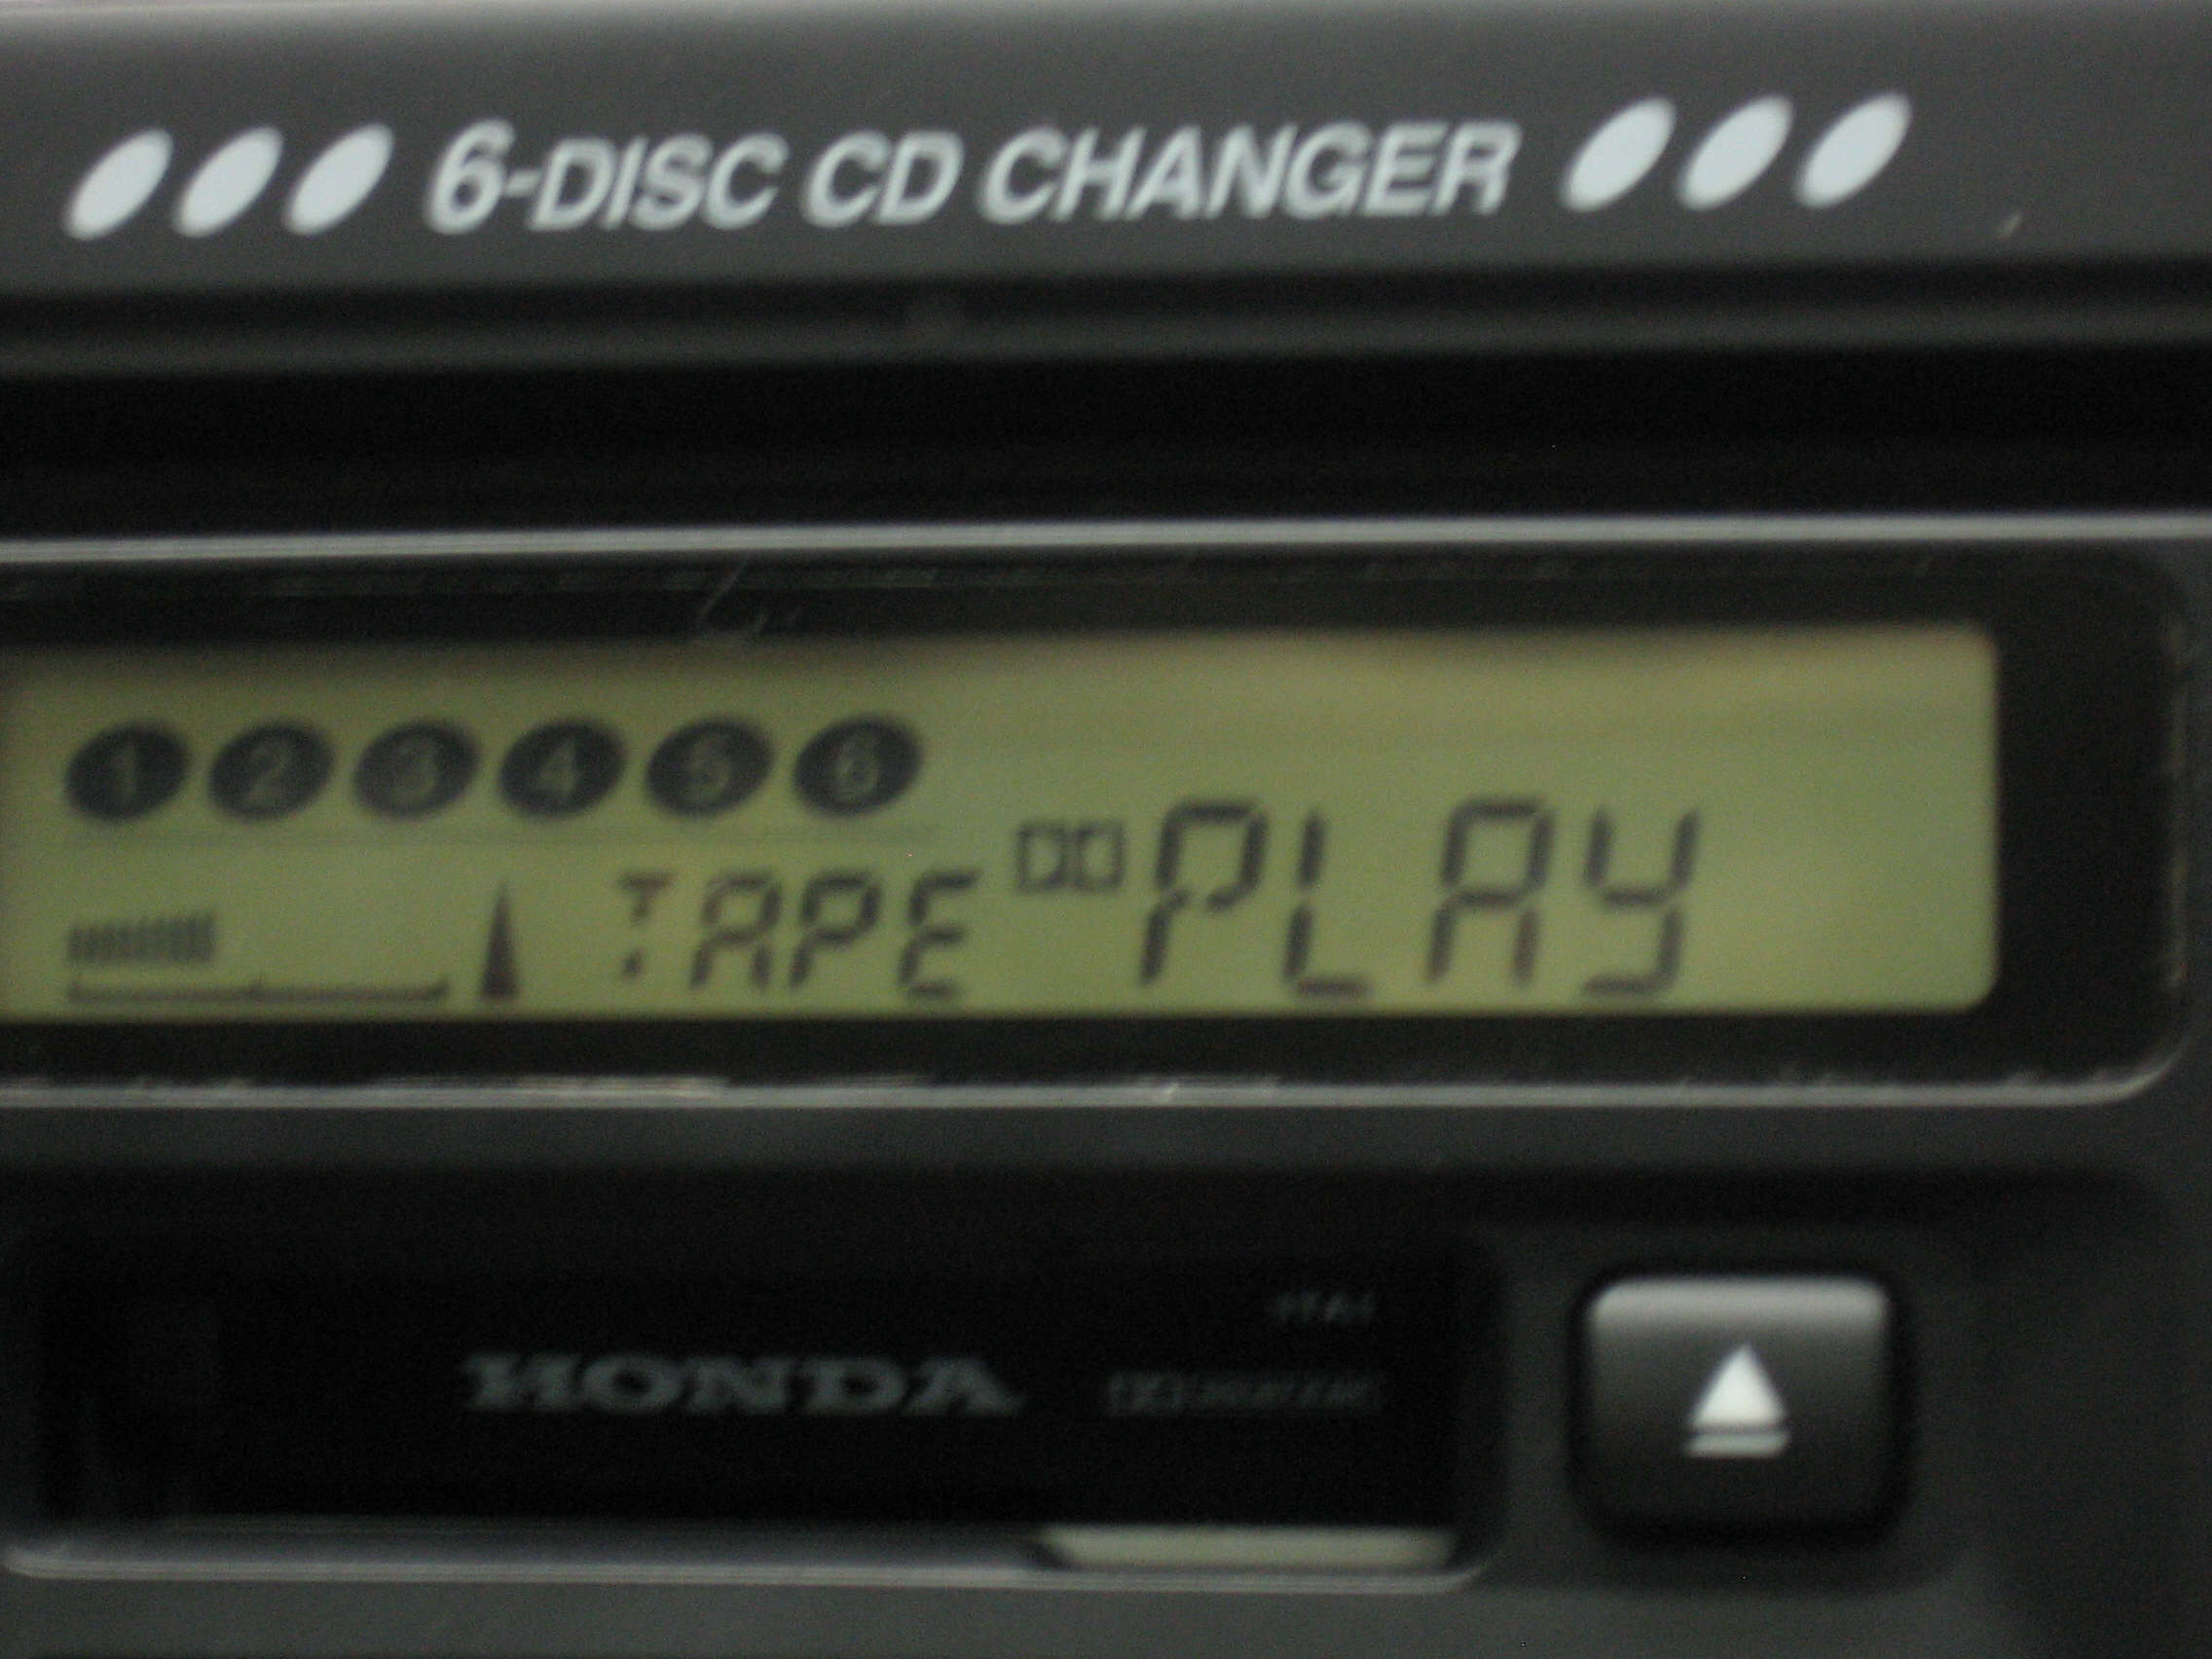 6-DISC CD CHANGER
1 2 3 4 5 6
TAPE PLAY
HONDA